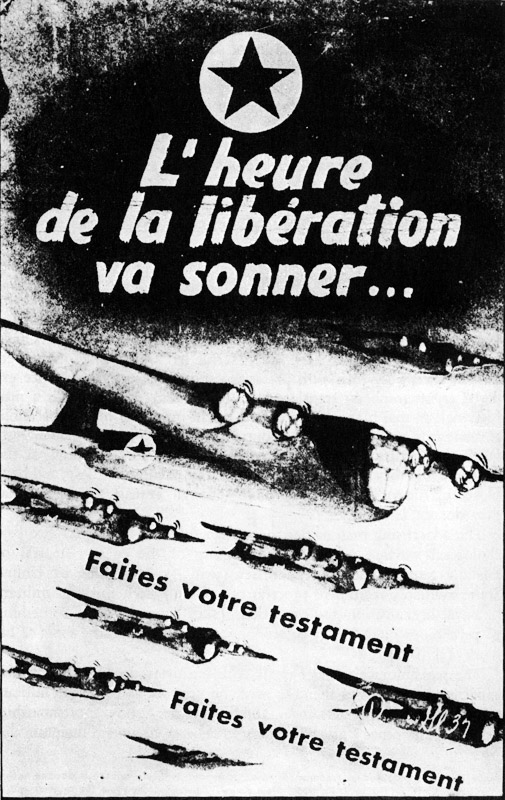 L'heure
de la libération
va sonner...
Faites votre testament
Faites votre testament